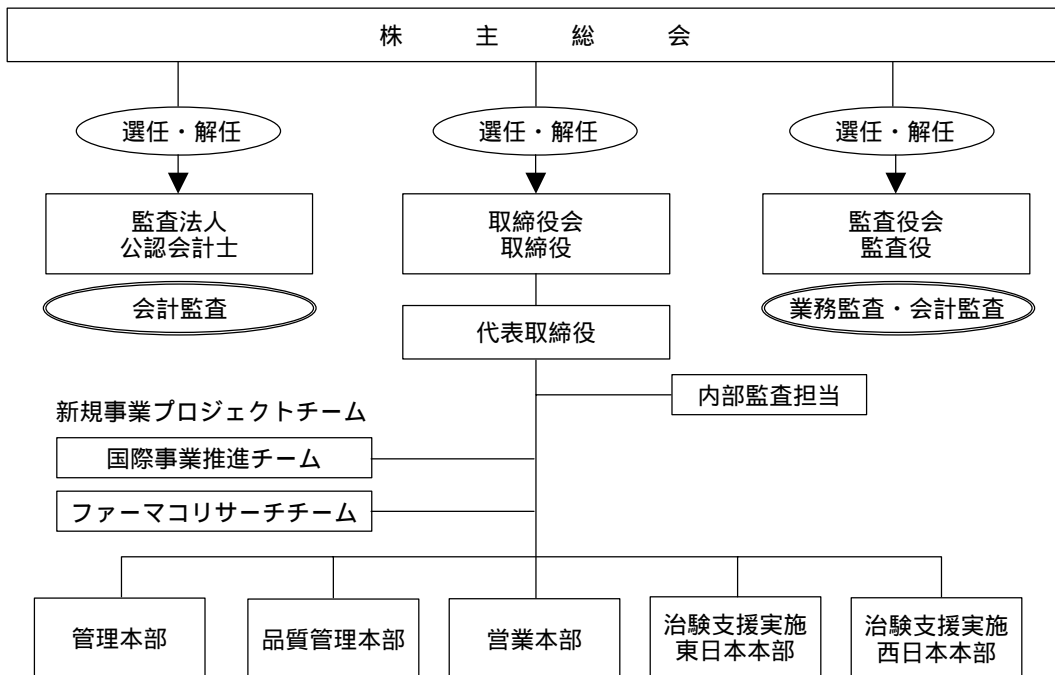 株主総会
選任・解任
選任・解任
選任・解任
監査法人
公認会計士
取締役会
取締役
監査役会
監査役
会計監査
業務監査・会計監査
代表取締役
内部監査担当
新規事業プロジェクトチーム
国際事業推進チーム
ファーマコリサーチチーム
管理本部
品質管理本部
営業本部
治験支援実施
東日本本部
治験支援実施
西日本本部